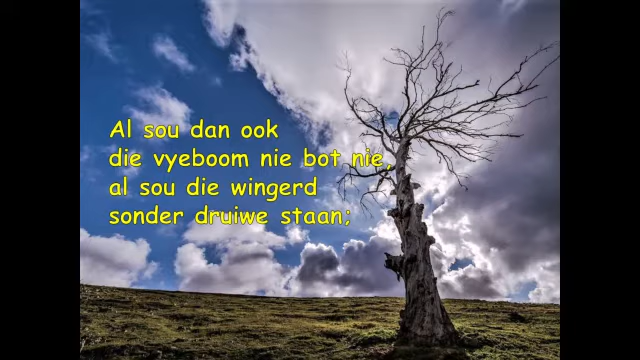 Al sou dan ook
die vyeboom nie bot nie,
al sou die wingerd
sonder druiwe staan;